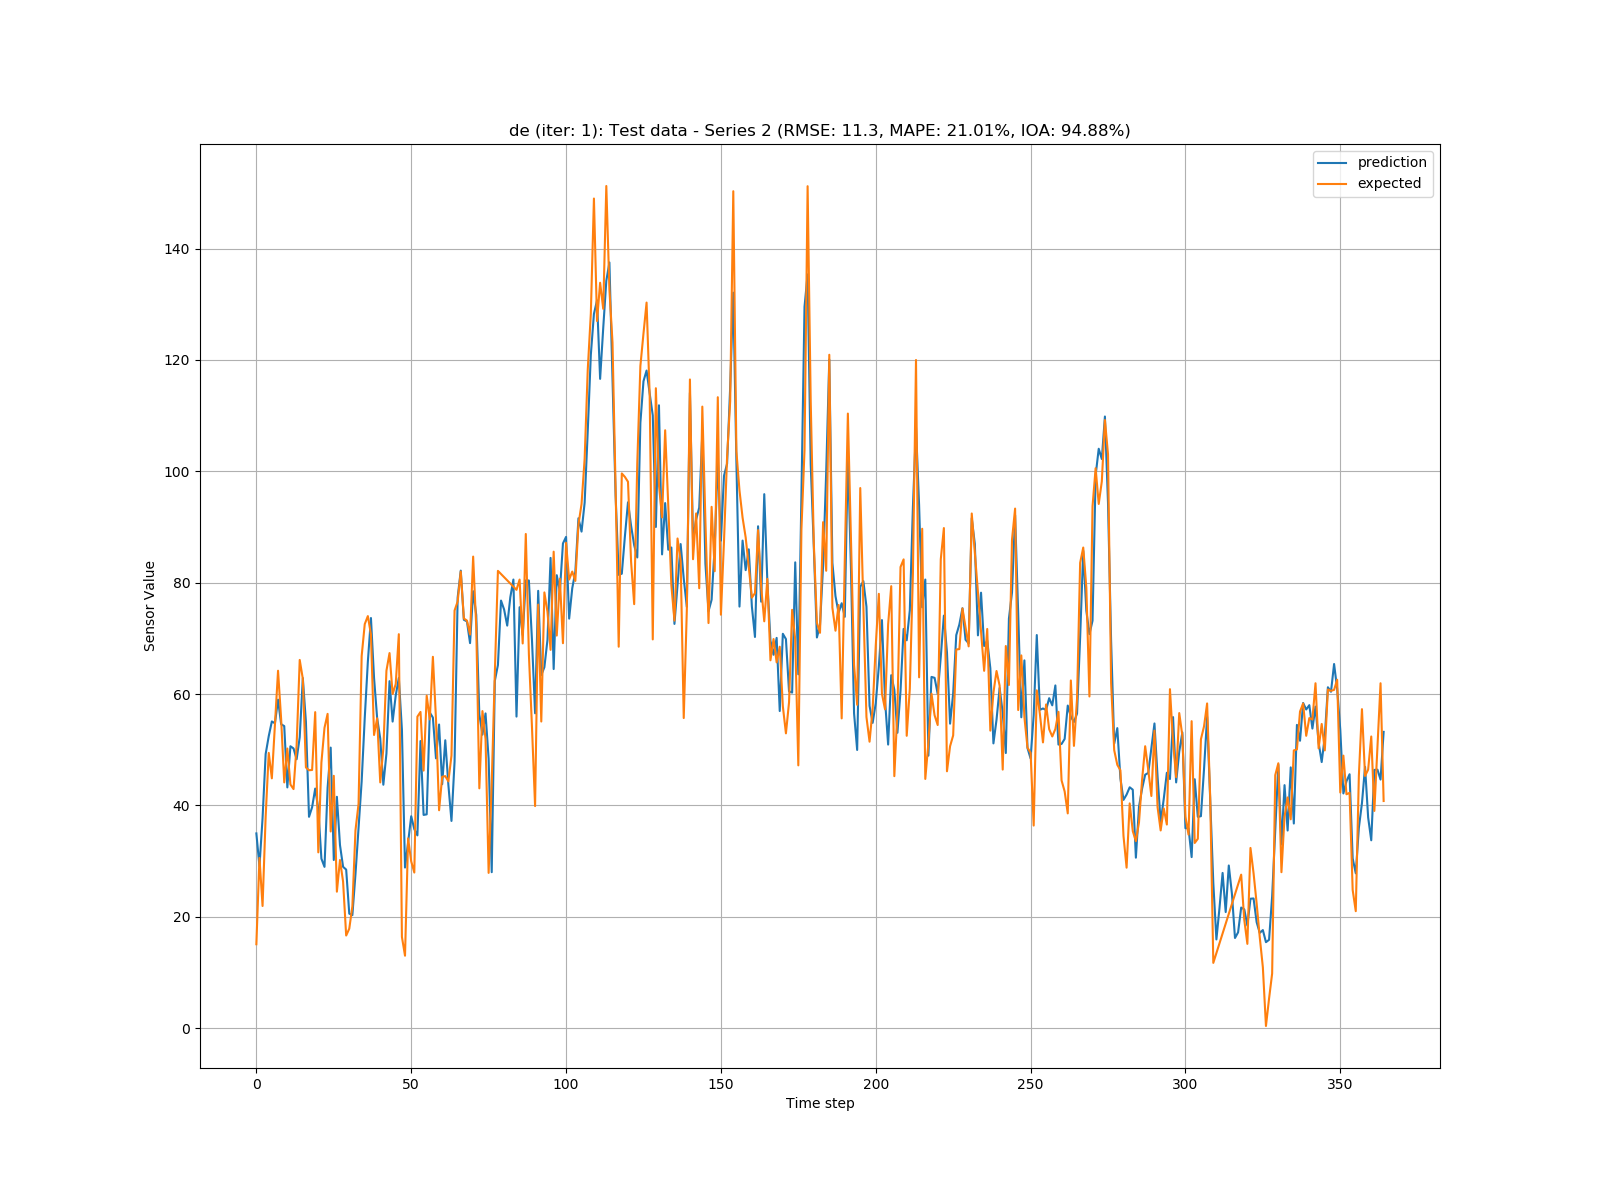 de (iter: 1): Test data - Series 2 (RMSE: 11.3, MAPE: 21.01%, IOA: 94.88%)
prediction
expected
140
120
100
80
60
40
20
0
Sensor Value
0 50 100 150 200 250 300 350
Time step